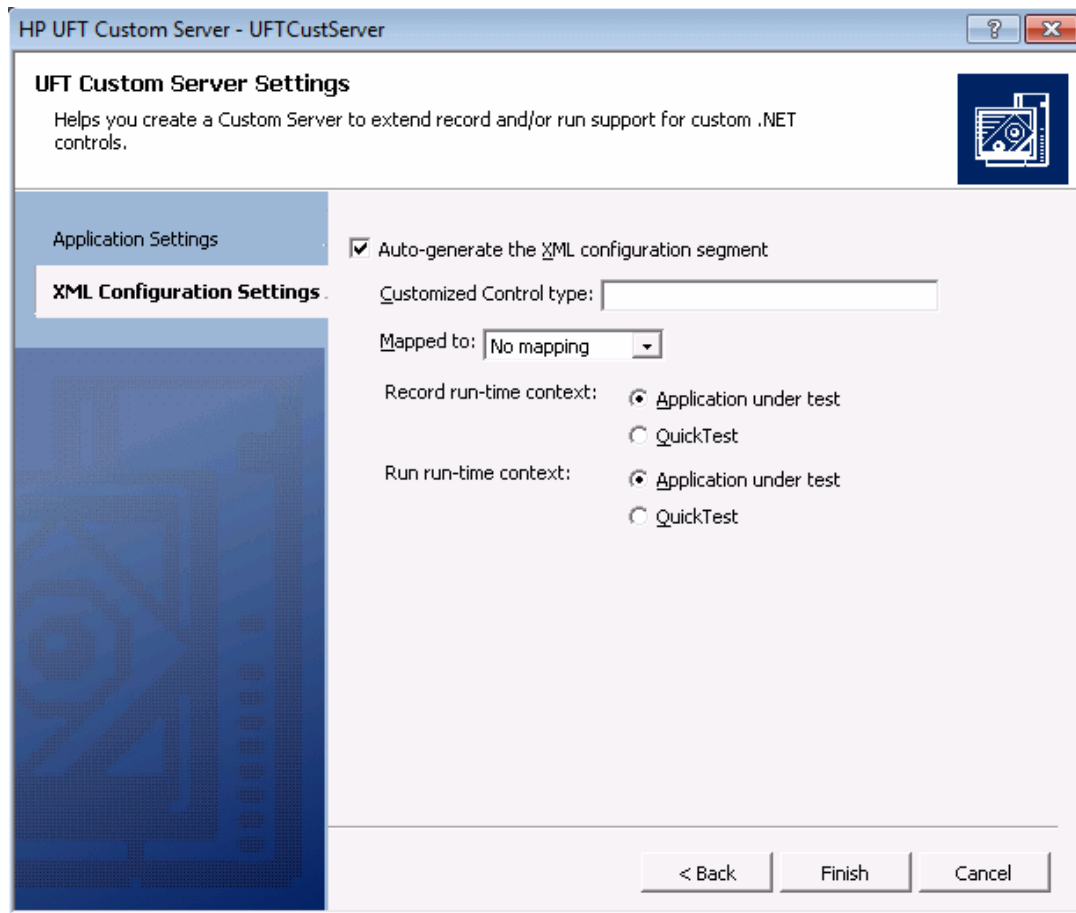 HP UFT Custom Server - UFTCustServer
UFT Custom Server Settings
Helps you create a Custom Server to extend record and/or run support for custom .NET
controls.
Application Settings
XML Configuration Settings
Auto-generate the XML configuration segment
Customized Control type:
Mapped to: No mapping
Record run-time context: Application under test
QuickTest
Run run-time context: Application under test
QuickTest
< Back Finish Cancel